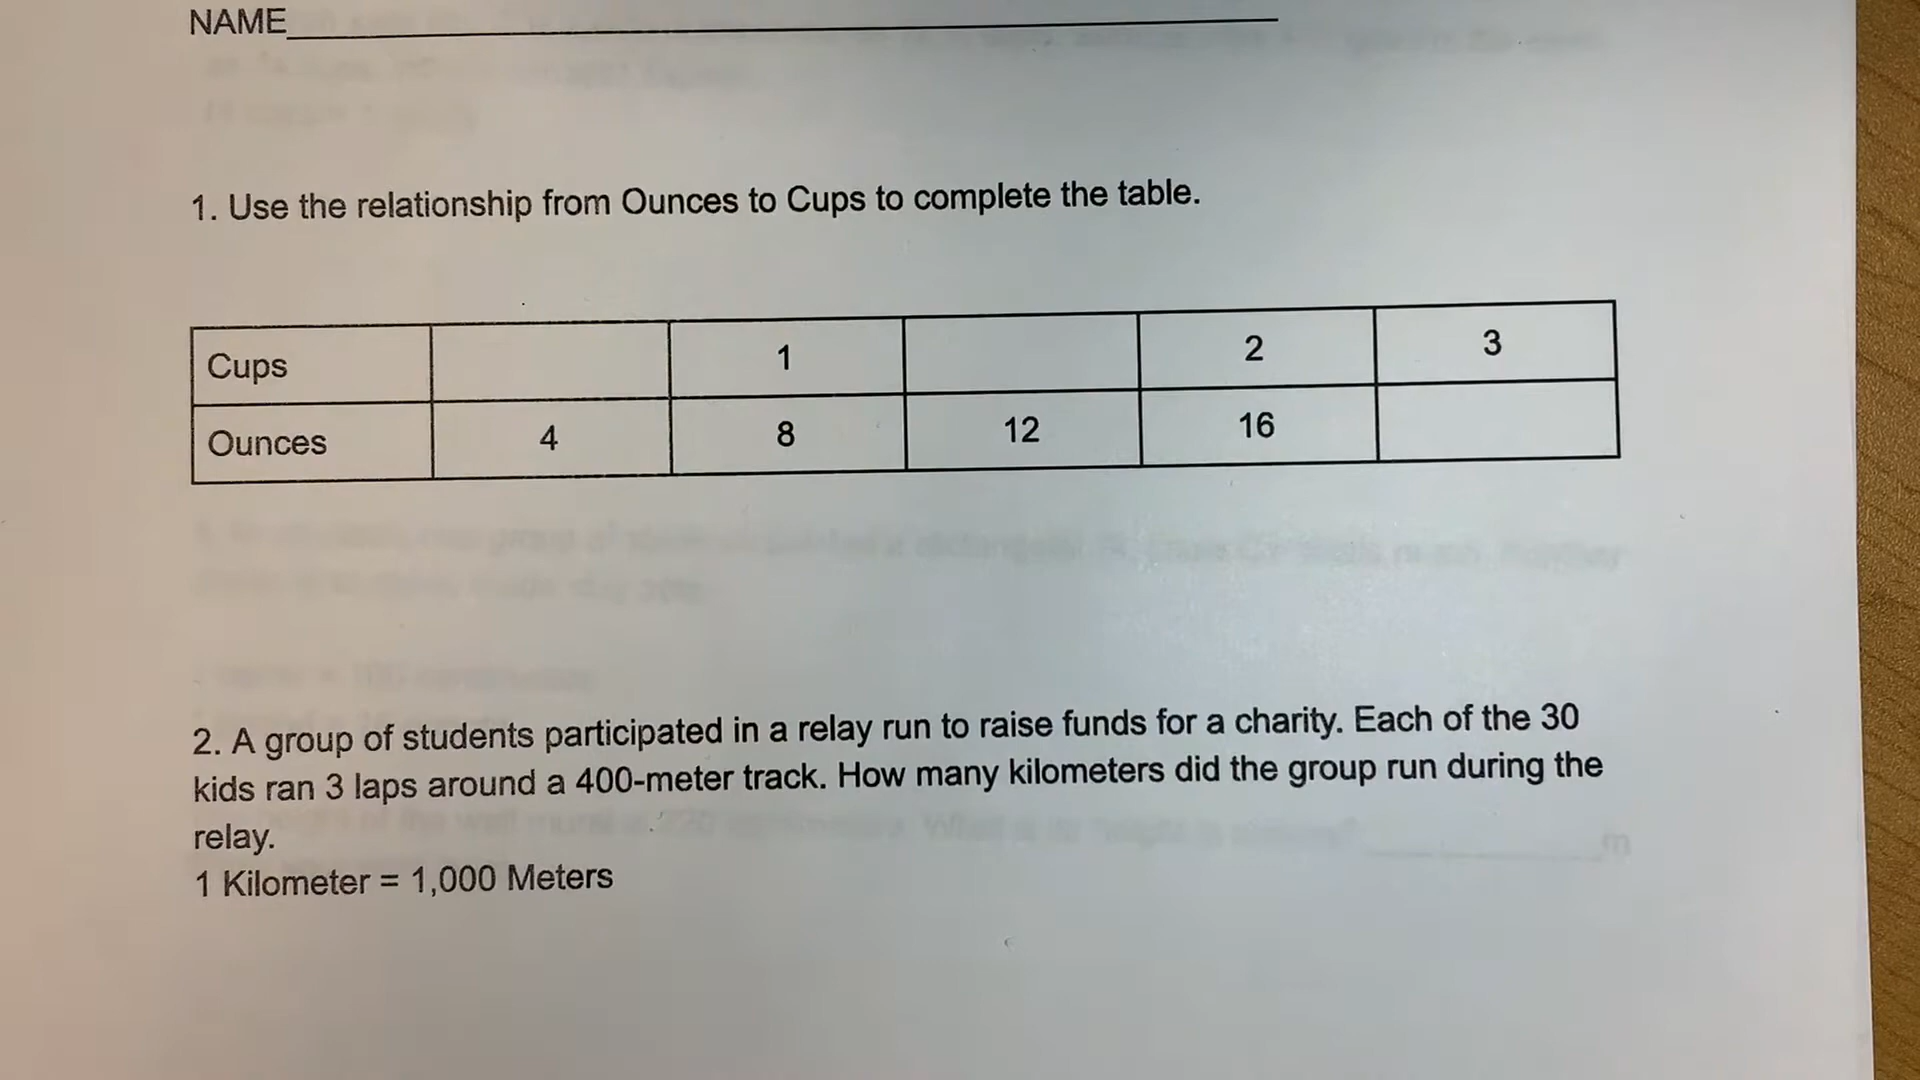 NAME
1. Use the relationship from Ounces to Cups to complete the table.
Cups 1 2 3
Ounces 4 8 12 16
2. A group of students participated in a relay run to raise funds for a charity. Each of the 30
kids ran 3 laps around a 400-meter track. How many kilometers did the group run during the
relay.
1 Kilometer = 1,000 Meters